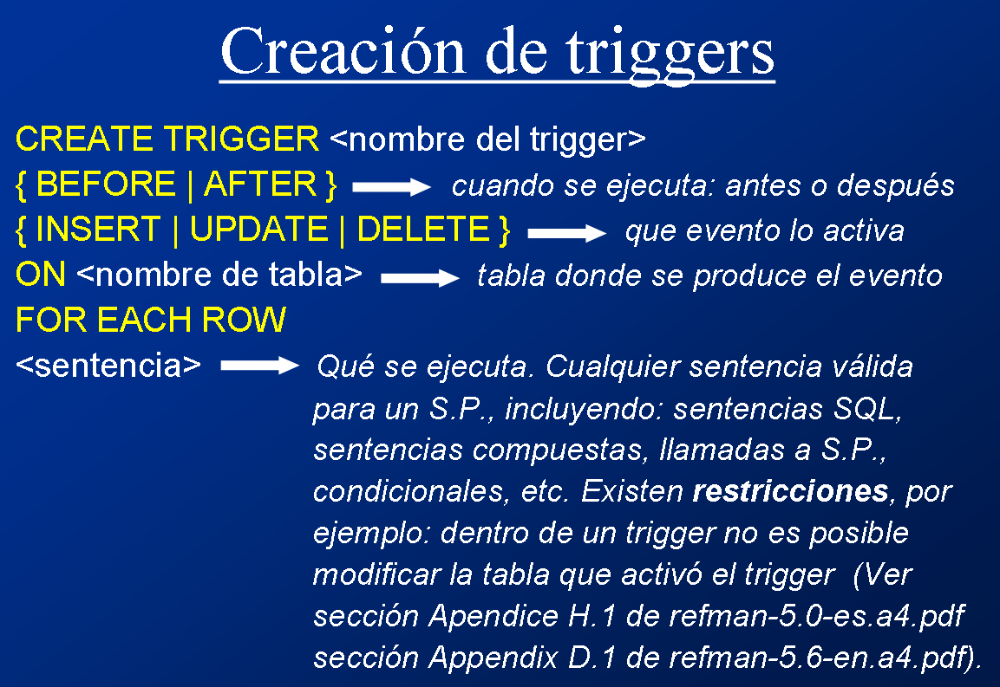 Creación de triggers
CREATE TRIGGER <nombre del trigger>
{ BEFORE | AFTER } cuando se ejecuta: antes o después
{ INSERT | UPDATE | DELETE } que evento lo activa
ON <nombre de tabla> tabla donde se produce el evento
FOR EACH ROW
<sentencia> Qué se ejecuta. Cualquier sentencia válida
para un S.P., incluyendo: sentencias SQL,
sentencias compuestas, llamadas a S.P.,
condicionales, etc. Existen restricciones, por
ejemplo: dentro de un trigger no es posible
modificar la tabla que activó el trigger (Ver
sección Apendice H.1 de refman-5.0-es.a4.pdf
sección Appendix D.1 de refman-5.6-en.a4.pdf).